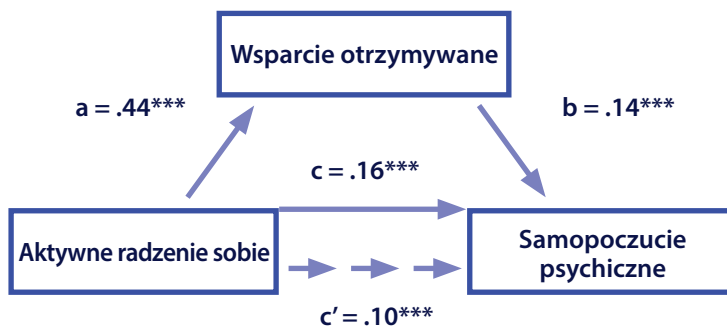 Wsparcie otrzymywane
a = .44***
b = .14***
c = .16***
Aktywne radzenie sobie
Samopoczucie
psychiczne
c’ = .10***